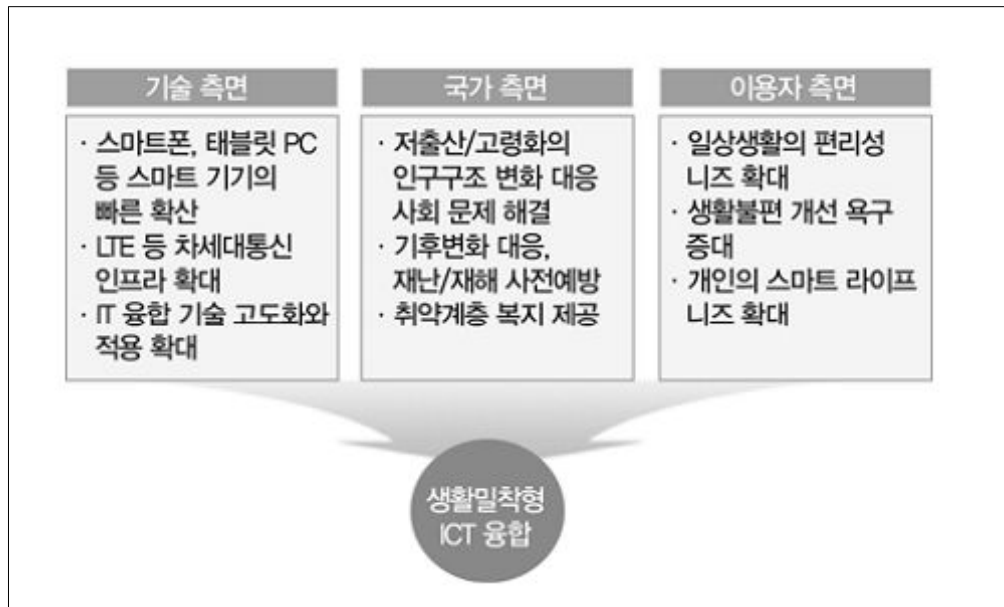 기술 측면
· 스마트폰, 태블릿 PC
등 스마트 기기의
빠른 확산
· LTE 등 차세대통신
인프라 확대
· IT 융합 기술 고도화와
적용 확대
국가 측면
· 저출산/고령화의
인구구조 변화 대응
사회 문제 해결
· 기후변화 대응,
재난/재해 사전예방
· 취약계층 복지 제공
이용자 측면
· 일상생활의 편리성
니즈 확대
· 생활불편 개선 욕구
증대
· 개인의 스마트 라이프
니즈 확대
생활밀착형
ICT 융합